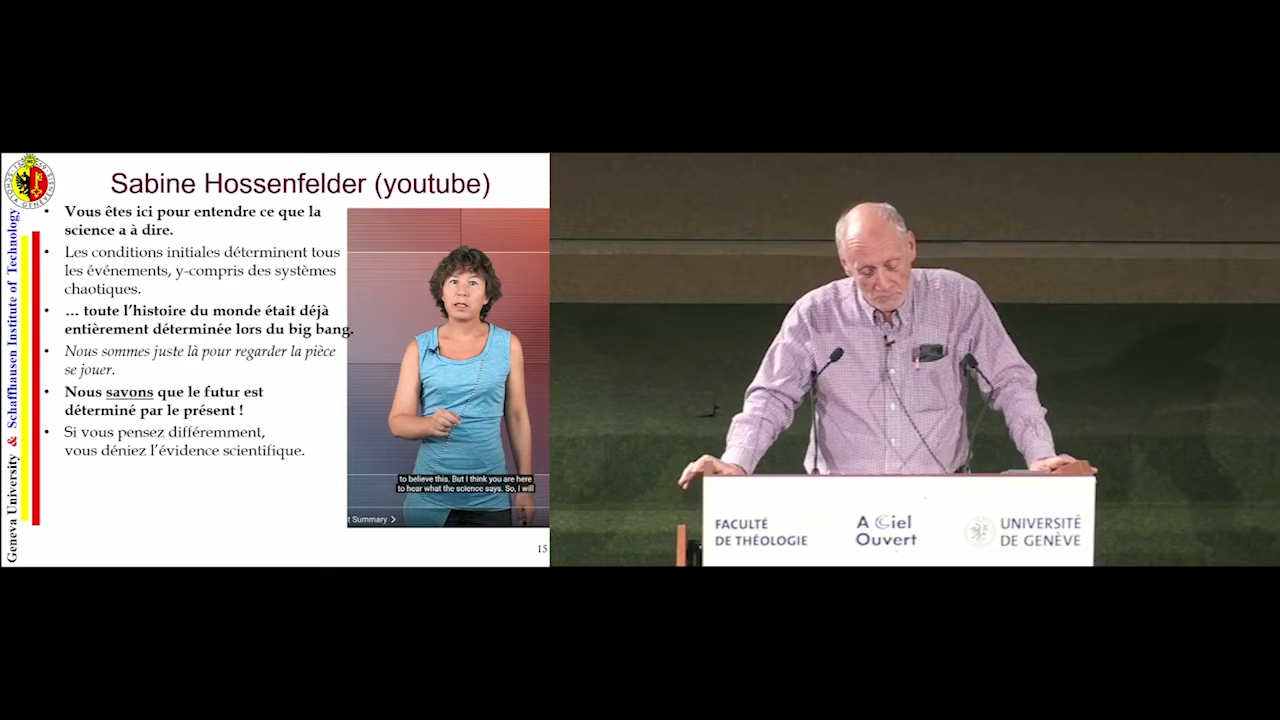 Sabine Hossenfelder (youtube)
• Vous êtes ici pour entendre ce que la
science a à dire.
• Les conditions initiales déterminent tous
les événements, y-compris des systèmes
chaotiques.
• … toute l’histoire du monde était déjà
entièrement déterminée lors du big bang.
• Nous sommes juste là pour regarder la pièce
se jouer.
• Nous savons que le futur est
déterminé par le présent !
• Si vous pensez différemment,
vous déniez l’évidence scientifique.
Geneva University & Schaffhausen Institute of Technology
to believe this. But I think you are here
to hear what the science says. So, I will
t Summary >
15
FACULTÉ
DE THÉOLOGIE
A Ciel
Ouvert
UNIVERSITÉ
DE GENÈVE